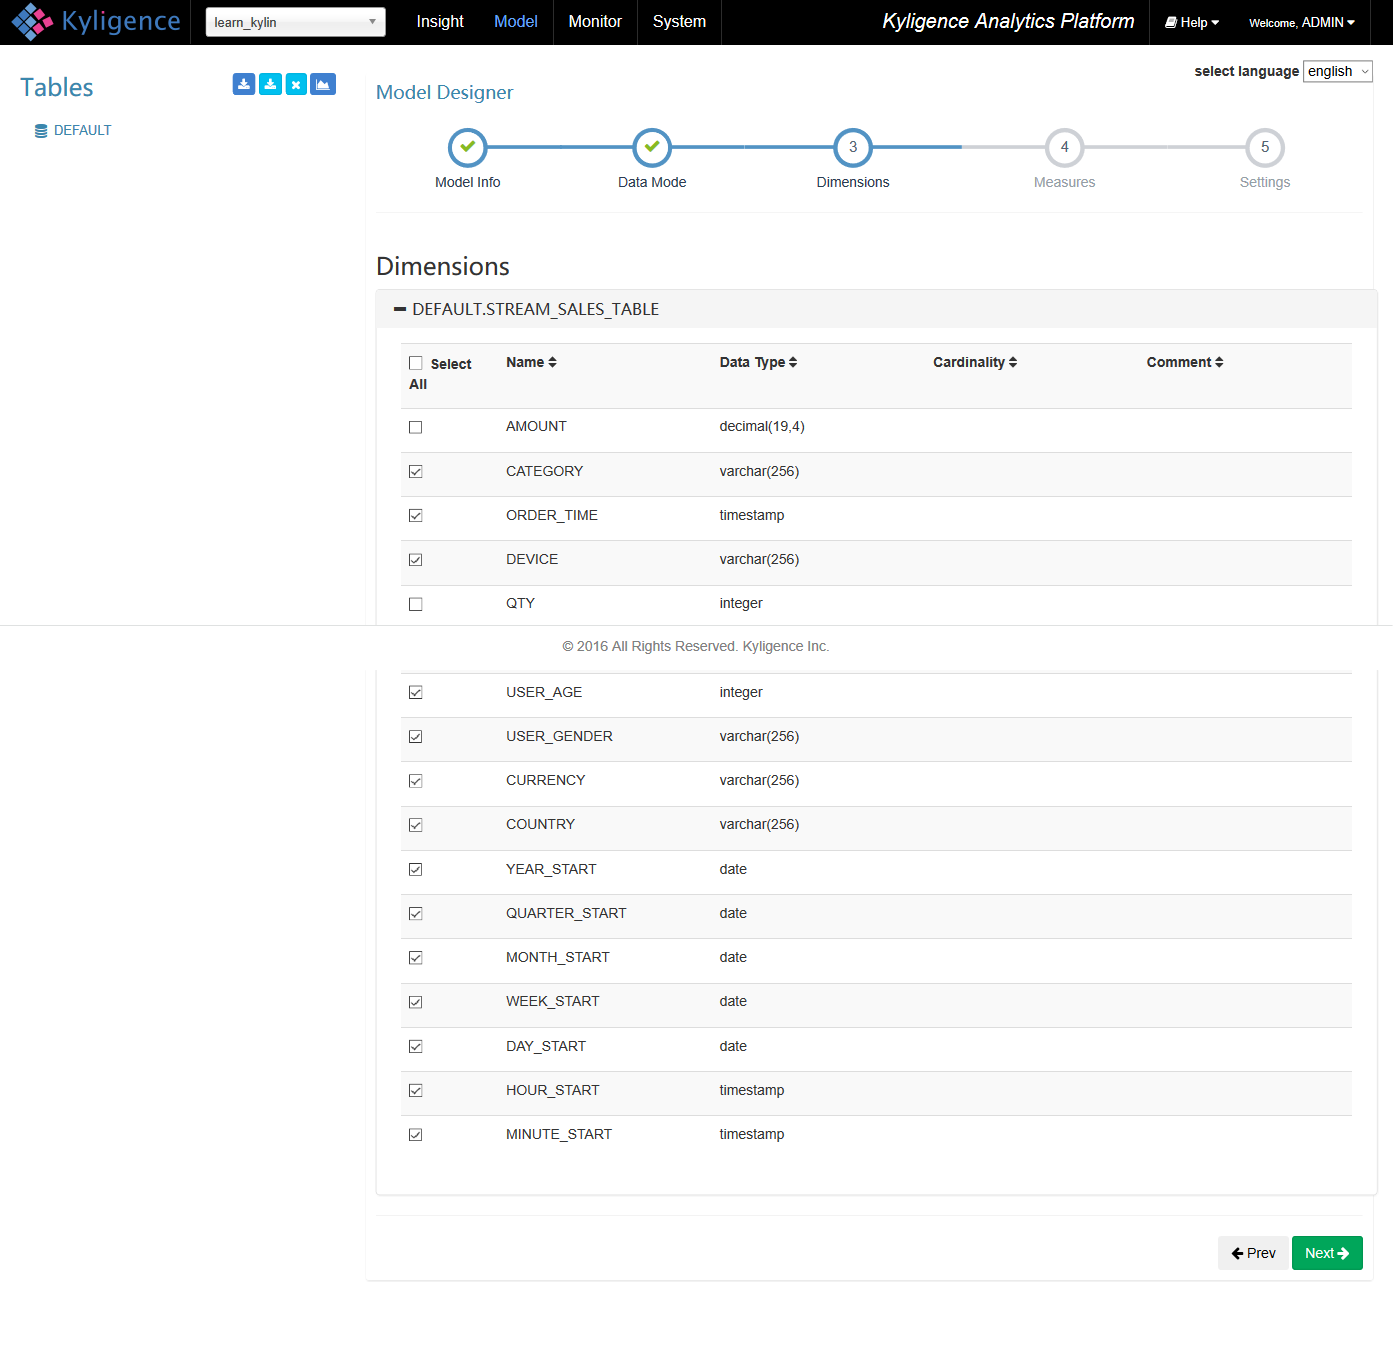 Kyligence learn_kylin Insight Model Monitor System Kyligence Analytics Platform Help Welcome, ADMIN
select language english
Tables
DEFAULT
Model Designer
3 4 5
Model Info Data Mode Dimensions Measures Settings
Dimensions
DEFAULT.STREAM_SALES_TABLE
Select All Name Data Type Cardinality Comment
AMOUNT decimal(19,4)
CATEGORY varchar(256)
ORDER_TIME timestamp
DEVICE varchar(256)
QTY integer
© 2016 All Rights Reserved. Kyligence Inc.
USER_AGE integer
USER_GENDER varchar(256)
CURRENCY varchar(256)
COUNTRY varchar(256)
YEAR_START date
QUARTER_START date
MONTH_START date
WEEK_START date
DAY_START date
HOUR_START timestamp
MINUTE_START timestamp
Prev Next